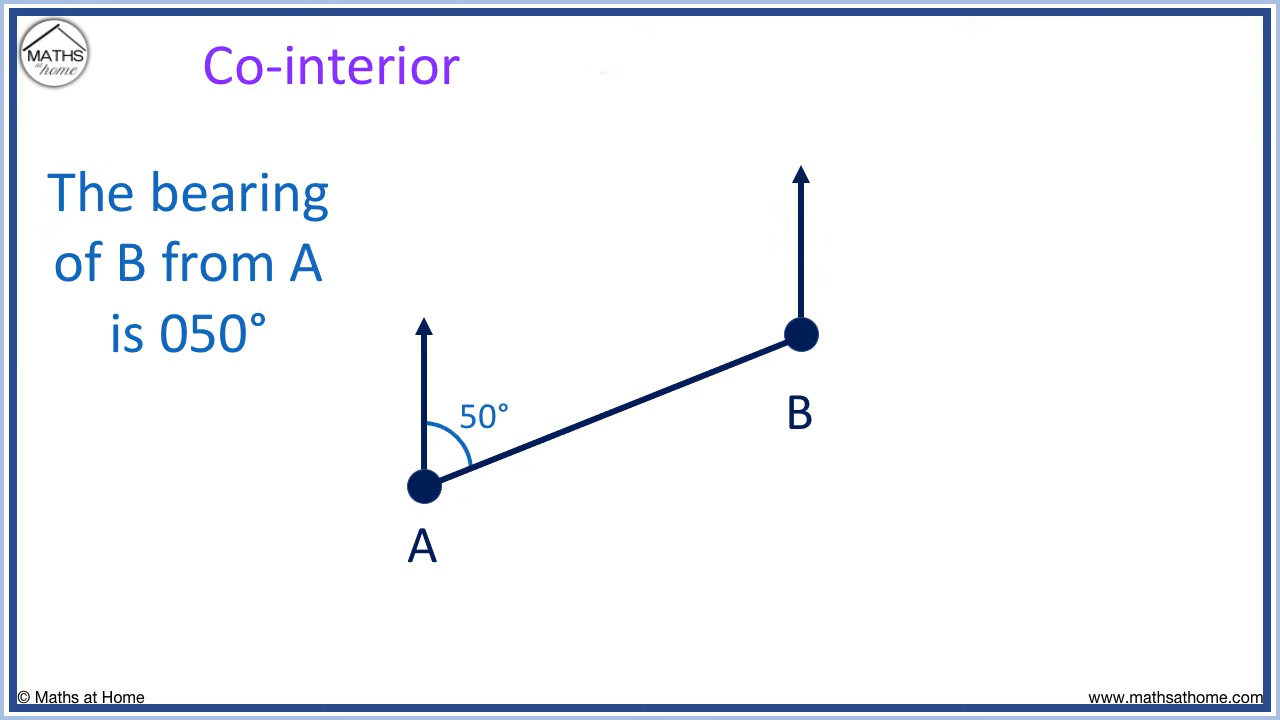 MATHS
at
home
Co-interior
The bearing
of B from A
is 050°
50°
B
A
© Maths at Home
www.mathsathome.com